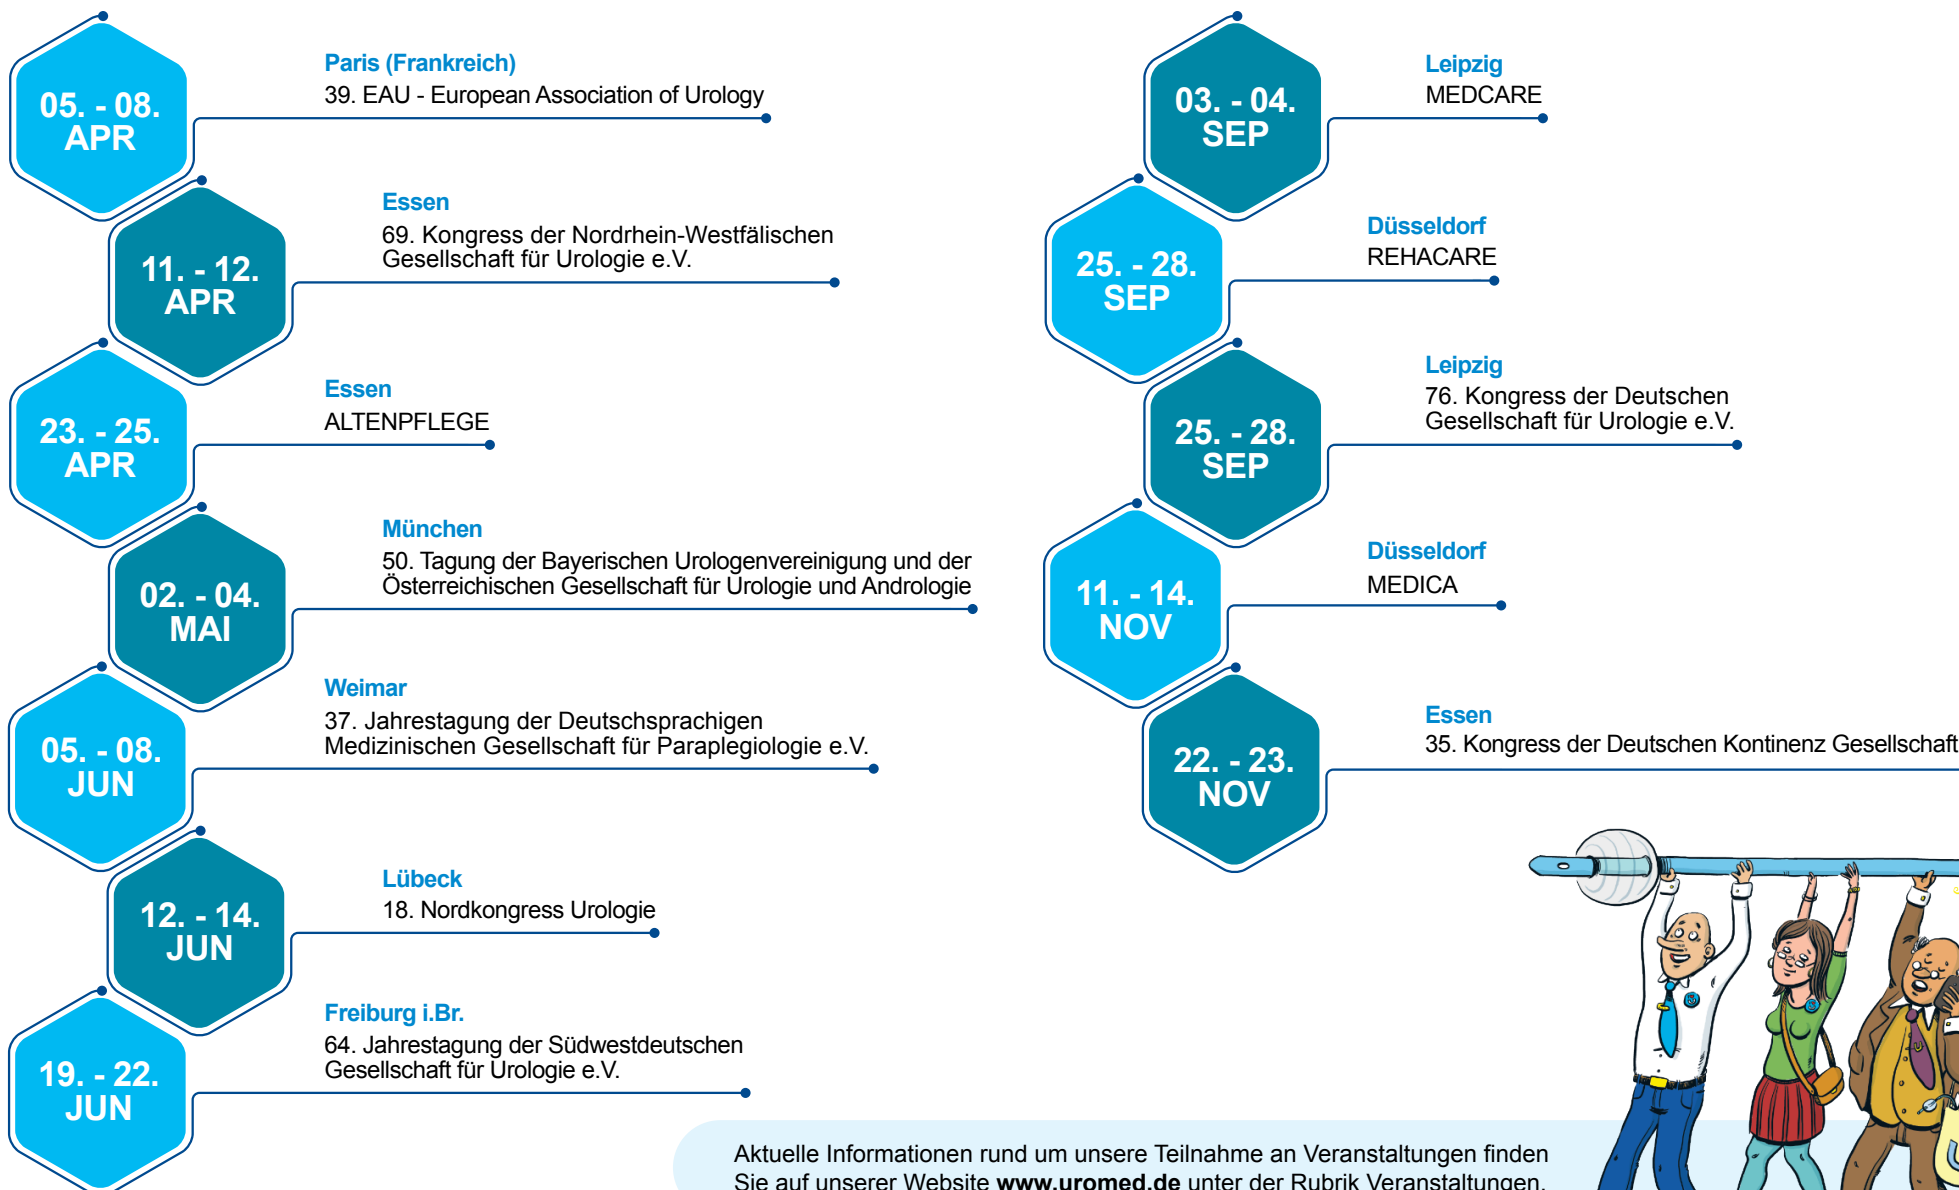 05. - 08.
APR
Paris (Frankreich)
39. EAU - European Association of Urology
11. - 12.
APR
Essen
69. Kongress der Nordrhein-Westfälischen
Gesellschaft für Urologie e.V.
23. - 25.
APR
Essen
ALTENPFLEGE
02. - 04.
MAI
München
50. Tagung der Bayerischen Urologenvereinigung und der
Österreichischen Gesellschaft für Urologie und Andrologie
05. - 08.
JUN
Weimar
37. Jahrestagung der Deutschsprachigen
Medizinischen Gesellschaft für Paraplegiologie e.V.
12. - 14.
JUN
Lübeck
18. Nordkongress Urologie
19. - 22.
JUN
Freiburg i.Br.
64. Jahrestagung der Südwestdeutschen
Gesellschaft für Urologie e.V.
03. - 04.
SEP
Leipzig
MEDCARE
25. - 28.
SEP
Düsseldorf
REHACARE
25. - 28.
SEP
Leipzig
76. Kongress der Deutschen
Gesellschaft für Urologie e.V.
11. - 14.
NOV
Düsseldorf
MEDICA
22. - 23.
NOV
Essen
35. Kongress der Deutschen Kontinenz Gesellschaft
Aktuelle Informationen rund um unsere Teilnahme an Veranstaltungen finden
Sie auf unserer Website www.uromed.de unter der Rubrik Veranstaltungen.